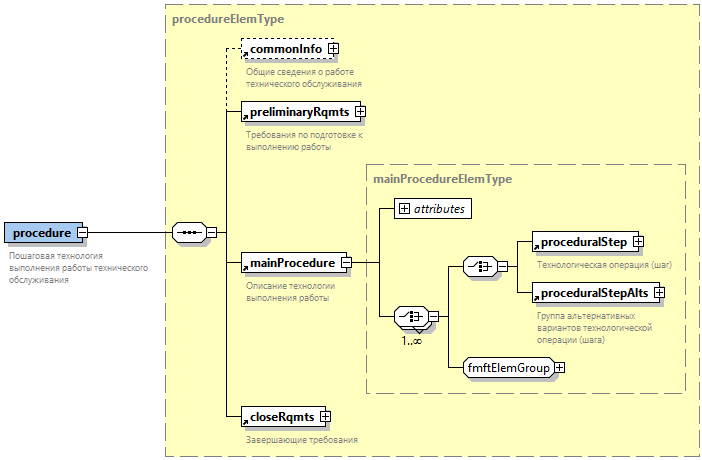 procedureElemType
commonInfo
Общие сведения о работе
технического обслуживания
preliminaryRqmts
Требования по подготовке к
выполнению работы
mainProcedureElemType
attributes
procedure
Пошаговая технология
выполнения работы технического
обслуживания
mainProcedure
Описание технологии
выполнения работы
proceduralStep
Технологическая операция (шаг)
proceduralStepAlts
Группа альтернативных
вариантов технологической
операции (шага)
1..∞
fmftElemGroup
closeRqmts
Завершающие требования